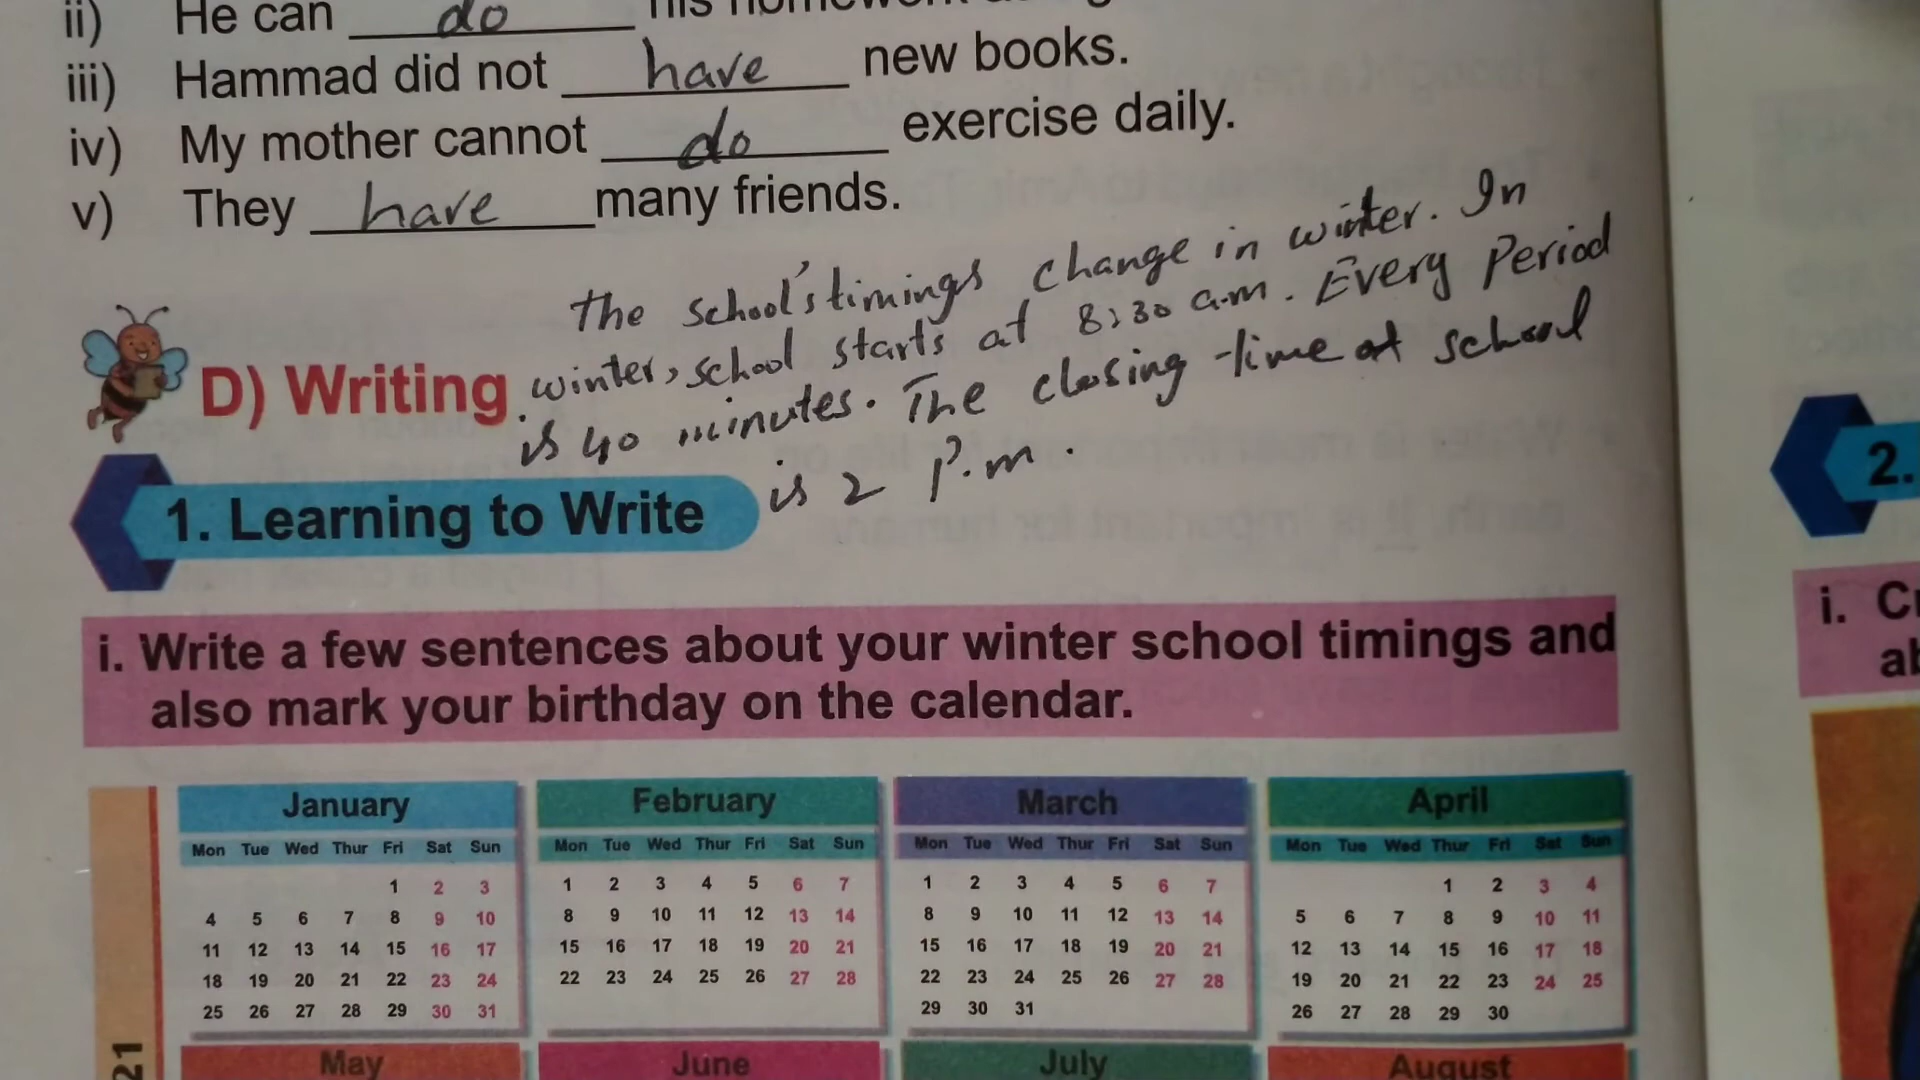 ii) He can do his homework
iii) Hammad did not have new books.
iv) My mother cannot do exercise daily.
v) They have many friends.
the school's timings change in winter. In
winter, school starts at 8:30 a.m. Every Period
is 40 minutes. The closing time at school
is 2 P.m.
D) Writing
1. Learning to Write
i. Write a few sentences about your winter school timings and
also mark your birthday on the calendar.
January February March April
Mon Tue Wed Thur Fri Sat Sun Mon Tue Wed Thur Fri Sat Sun Mon Tue Wed Thur Fri Sat Sun Mon Tue Wed Thur Fri Sat Sun
1 2 3 1 2 3 4 5 6 7 1 2 3 4 5 6 7 1 2 3 4
4 5 6 7 8 9 10 8 9 10 11 12 13 14 8 9 10 11 12 13 14 5 6 7 8 9 10 11
11 12 13 14 15 16 17 15 16 17 18 19 20 21 15 16 17 18 19 20 21 12 13 14 15 16 17 18
18 19 20 21 22 23 24 22 23 24 25 26 27 28 22 23 24 25 26 27 28 19 20 21 22 23 24 25
25 26 27 28 29 30 31 29 30 31 26 27 28 29 30
21
May June July August
2.
i.